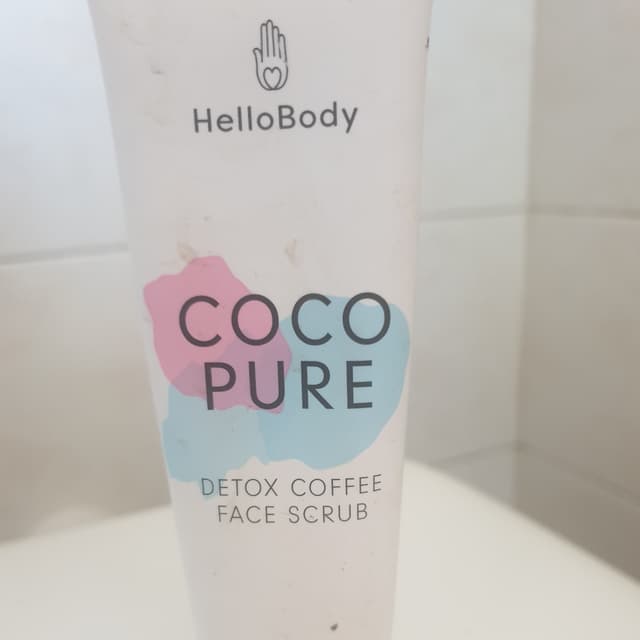 HelloBody
COCO
PURE
DETOX COFFEE
FACE SCRUB